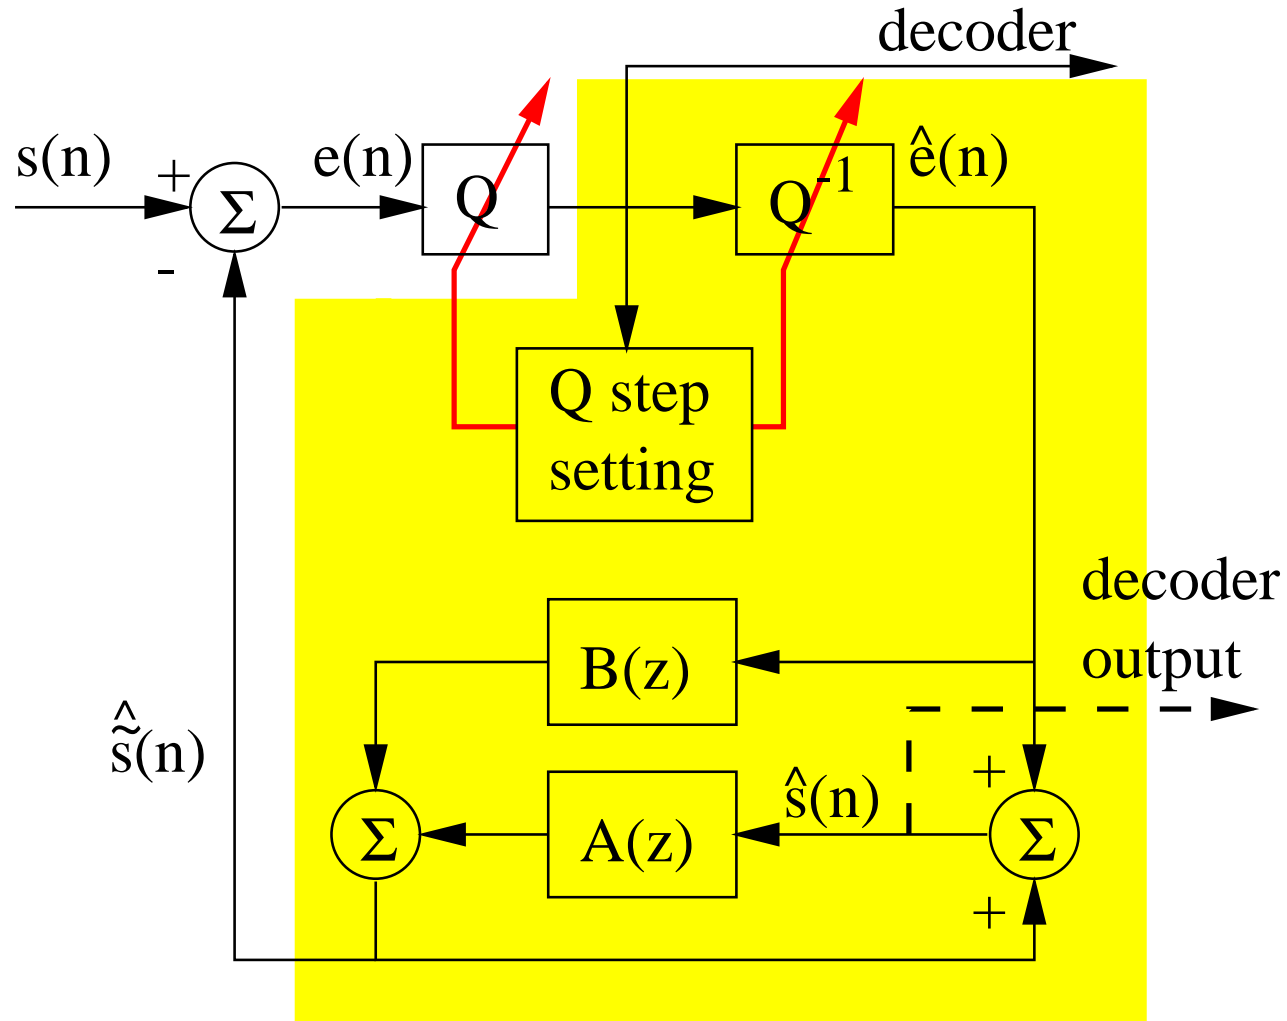 decoder
s(n)
+
Σ
-
e(n)
Q
Q⁻¹
ê(n)
Q step
setting
decoder
output
B(z)
ŝ̃(n)
Σ
A(z)
ŝ(n)
+
Σ
+